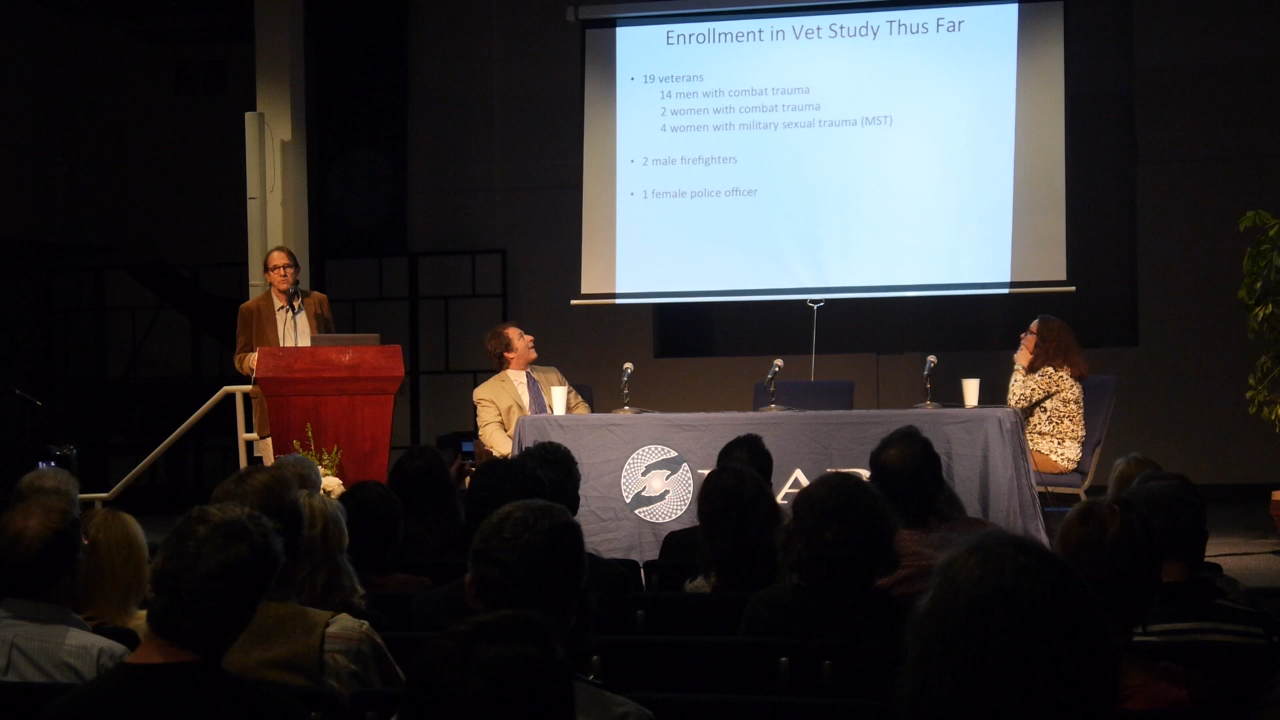 Enrollment in Vet Study Thus Far
• 19 veterans
14 men with combat trauma
2 women with combat trauma
4 women with military sexual trauma (MST)
• 2 male firefighters
• 1 female police officer